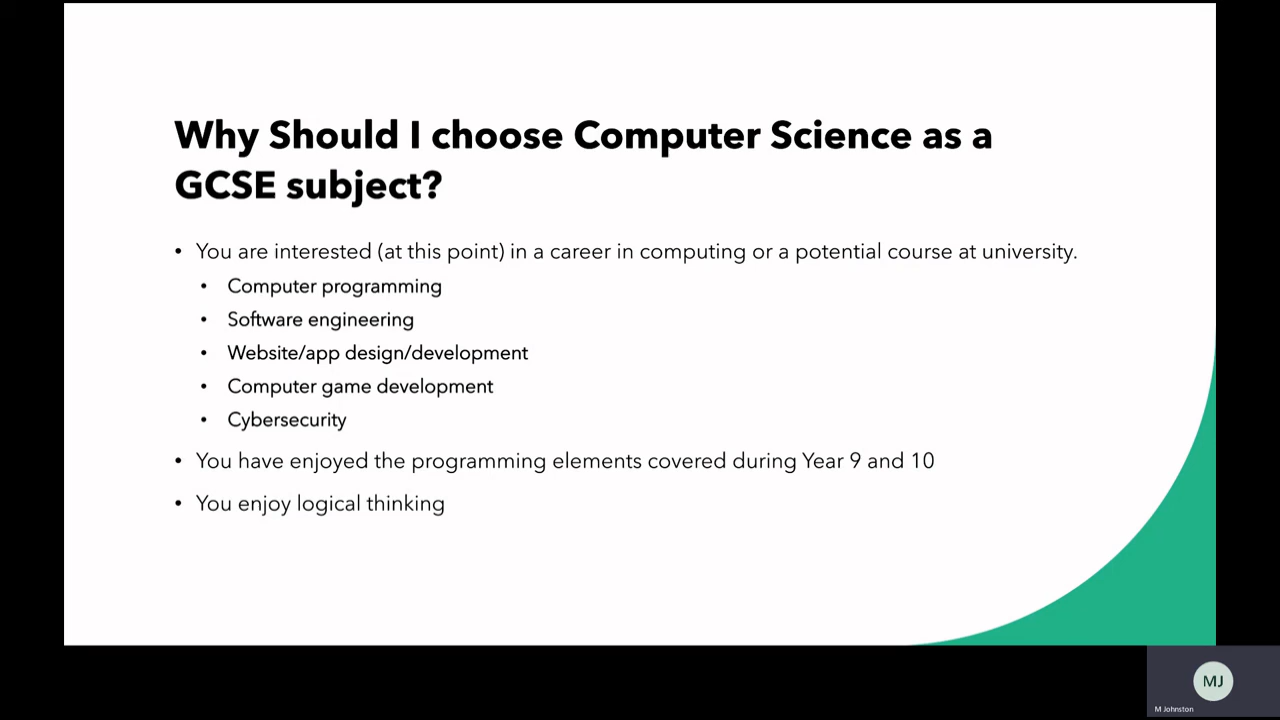 Why Should I choose Computer Science as a
GCSE subject?
• You are interested (at this point) in a career in computing or a potential course at university.
• Computer programming
• Software engineering
• Website/app design/development
• Computer game development
• Cybersecurity
• You have enjoyed the programming elements covered during Year 9 and 10
• You enjoy logical thinking
MJ
M Johnston